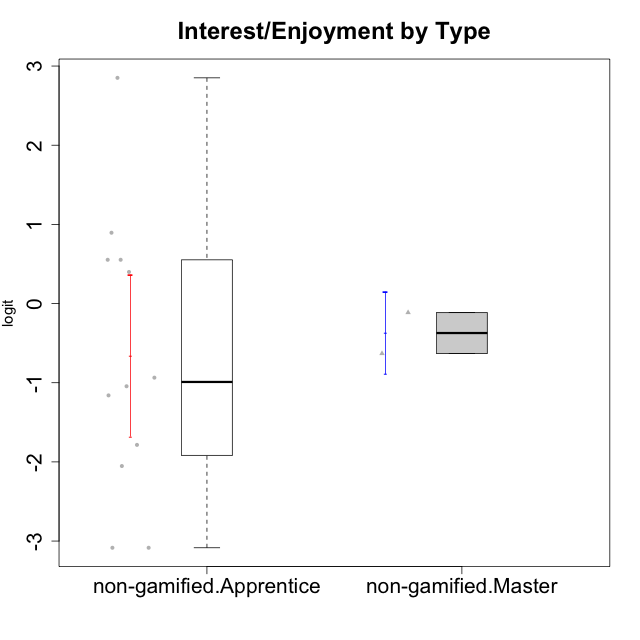 Interest/Enjoyment by Type
3
2
1
0
-1
-2
-3
logit
non-gamified.Apprentice
non-gamified.Master